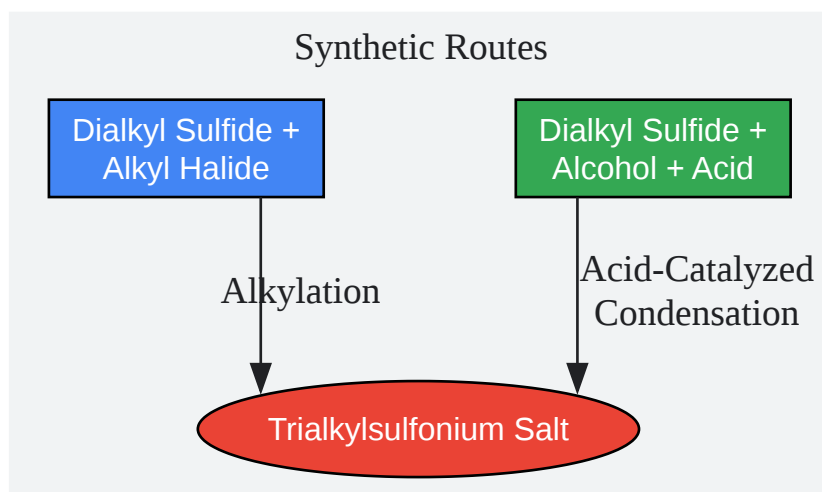 Synthetic Routes
Dialkyl Sulfide +
Alkyl Halide
Dialkyl Sulfide +
Alcohol + Acid
Alkylation
Acid-Catalyzed
Condensation
Trialkylsulfonium Salt